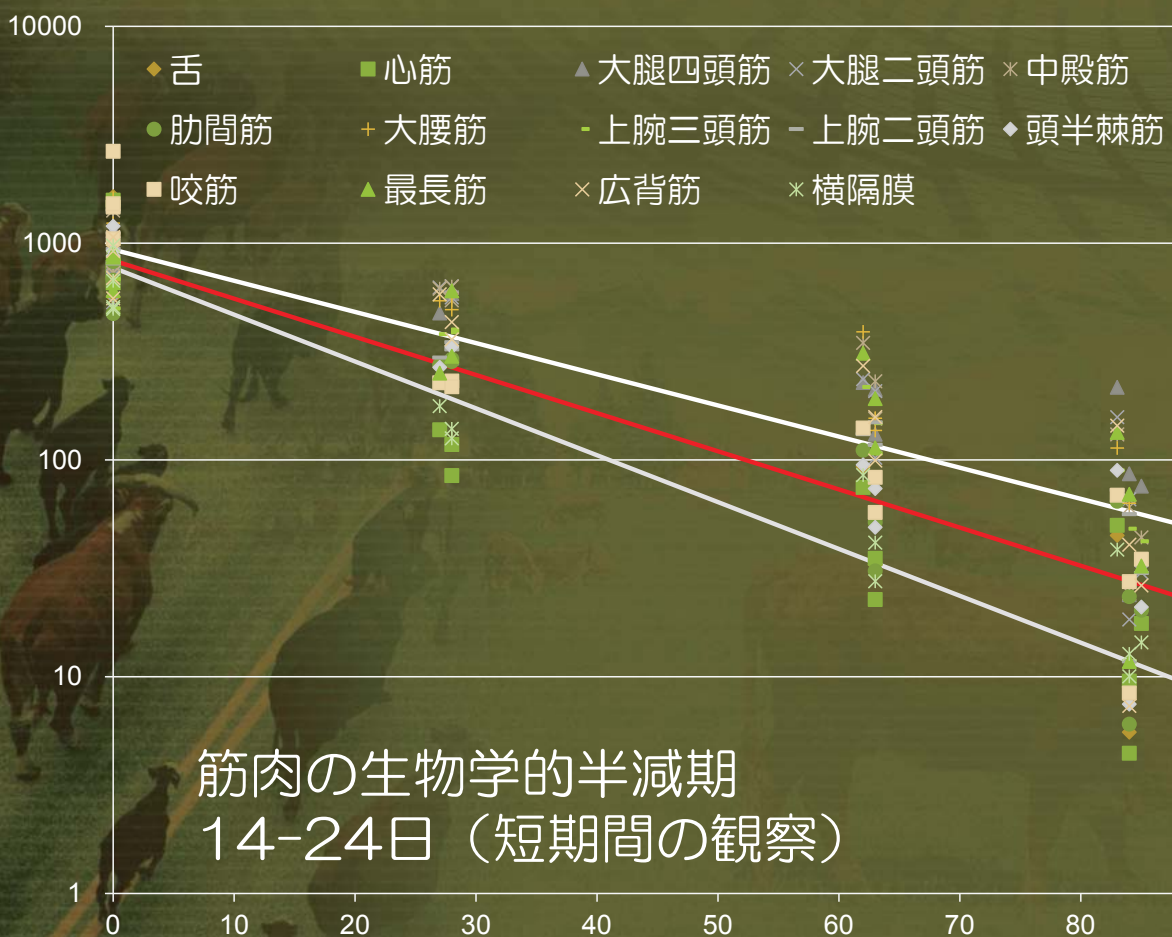 10000
舌 心筋 大腿四頭筋 大腿二頭筋 中殿筋
肋間筋 大腰筋 上腕三頭筋 上腕二頭筋 頭半棘筋
咬筋 最長筋 広背筋 横隔膜
1000
100
10
筋肉の生物学的半減期
14-24日（短期間の観察）
1
0 10 20 30 40 50 60 70 80